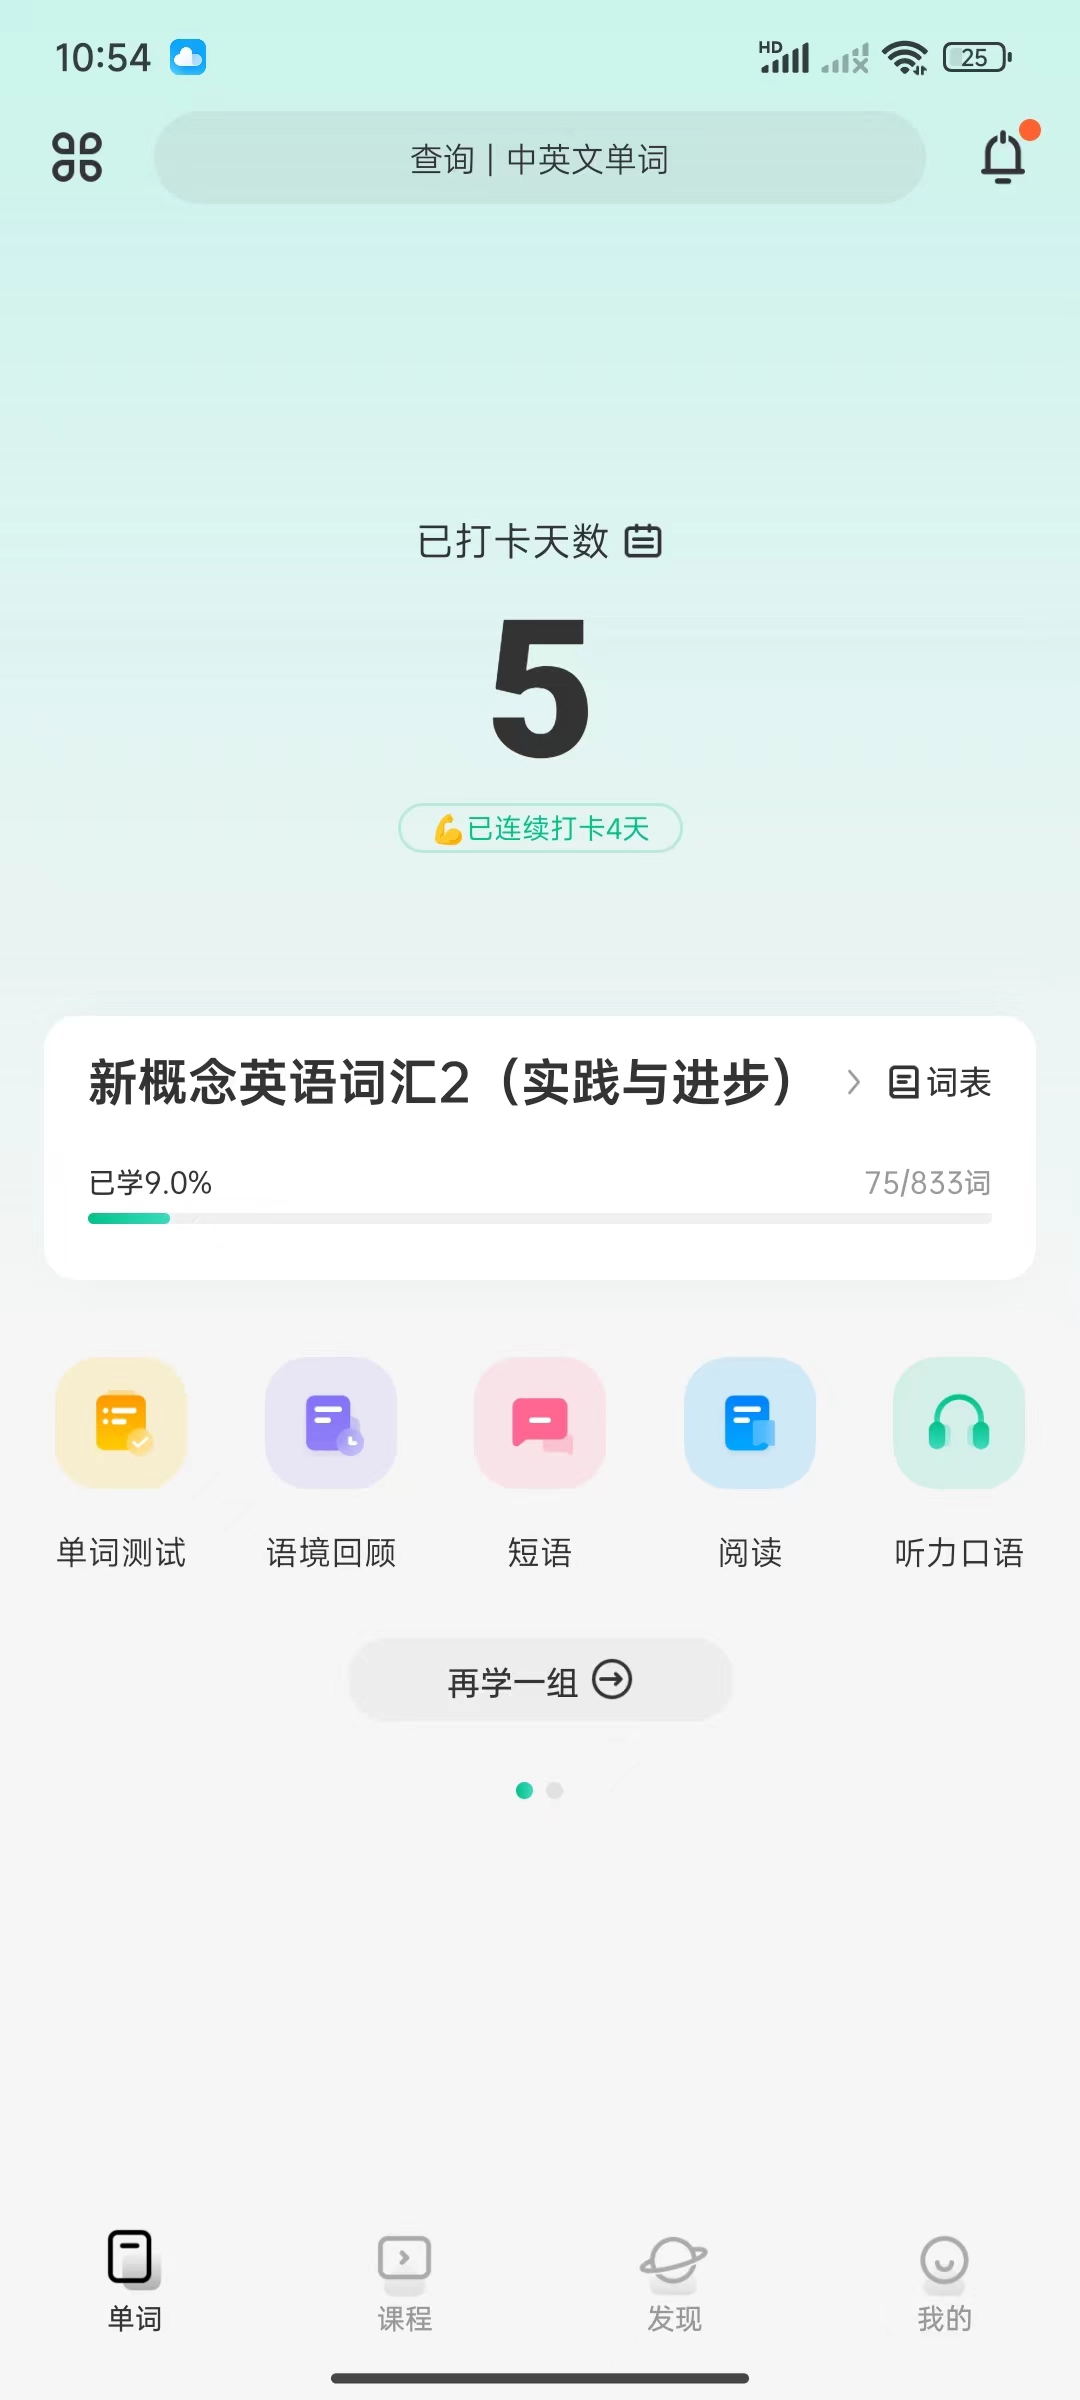 10:54
HD
25
查询 | 中英文单词
已打卡天数
5
💪已连续打卡4天
新概念英语词汇2（实践与进步）
词表
已学9.0%
75/833词
单词测试
语境回顾
短语
阅读
听力口语
再学一组
单词
课程
发现
我的